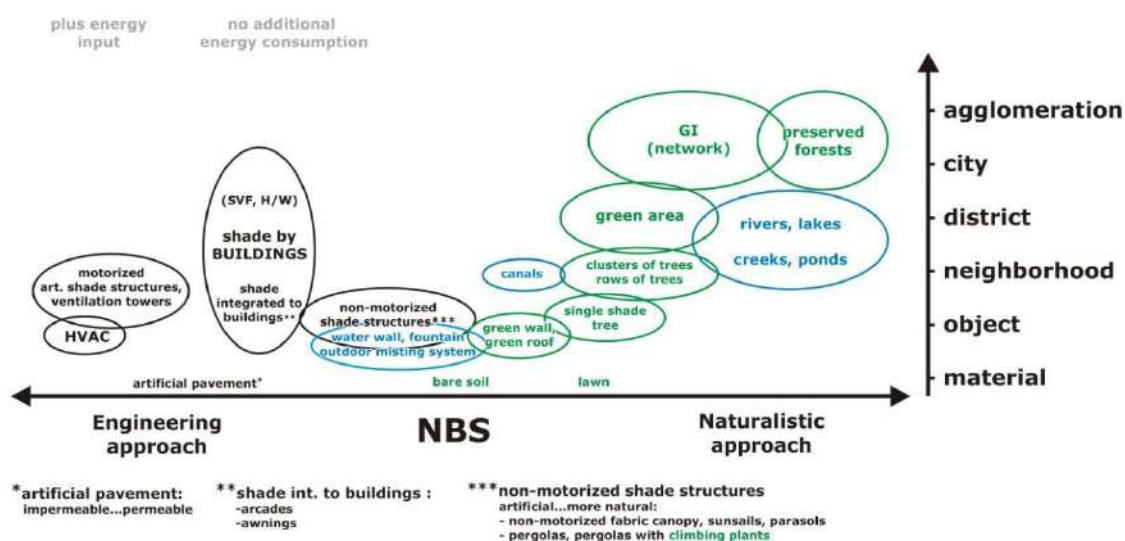 plus energy
input
no additional
energy consumption
agglomeration
city
district
neighborhood
object
material
GI
(network)
preserved
forests
(SVF, H/W)
shade by
BUILDINGS
shade
integrated to
buildings**
green area
rivers, lakes
creeks, ponds
motorized
art. shade structures,
ventilation towers
HVAC
canals
clusters of trees
rows of trees
non-motorized
shade structures***
water wall, fountain
outdoor misting system
green wall,
green roof
single shade
tree
artificial pavement*
bare soil
lawn
Engineering
approach
NBS
Naturalistic
approach
*artificial pavement:
impermeable...permeable
**shade int. to buildings :
-arcades
-awnings
***non-motorized shade structures
artificial...more natural:
- non-motorized fabric canopy, sunsails, parasols
- pergolas, pergolas with climbing plants